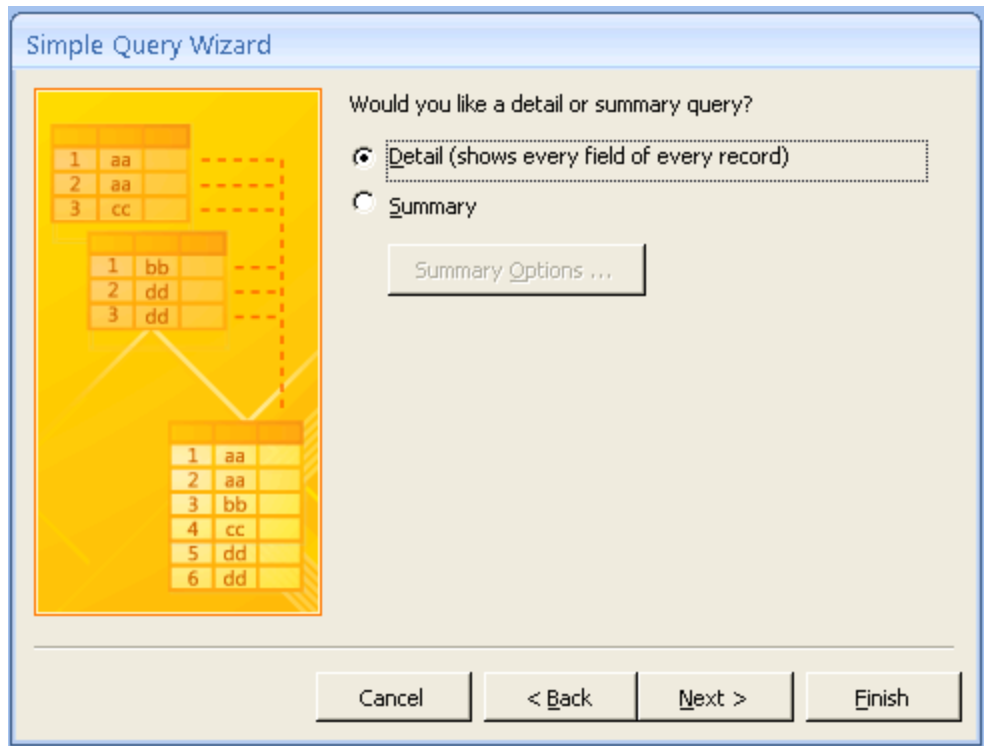 Simple Query Wizard
Would you like a detail or summary query?
Detail (shows every field of every record)
Summary
Summary Options ...
1 aa
2 aa
3 cc
1 bb
2 dd
3 dd
1 aa
2 aa
3 bb
4 cc
5 dd
6 dd
Cancel
< Back
Next >
Finish